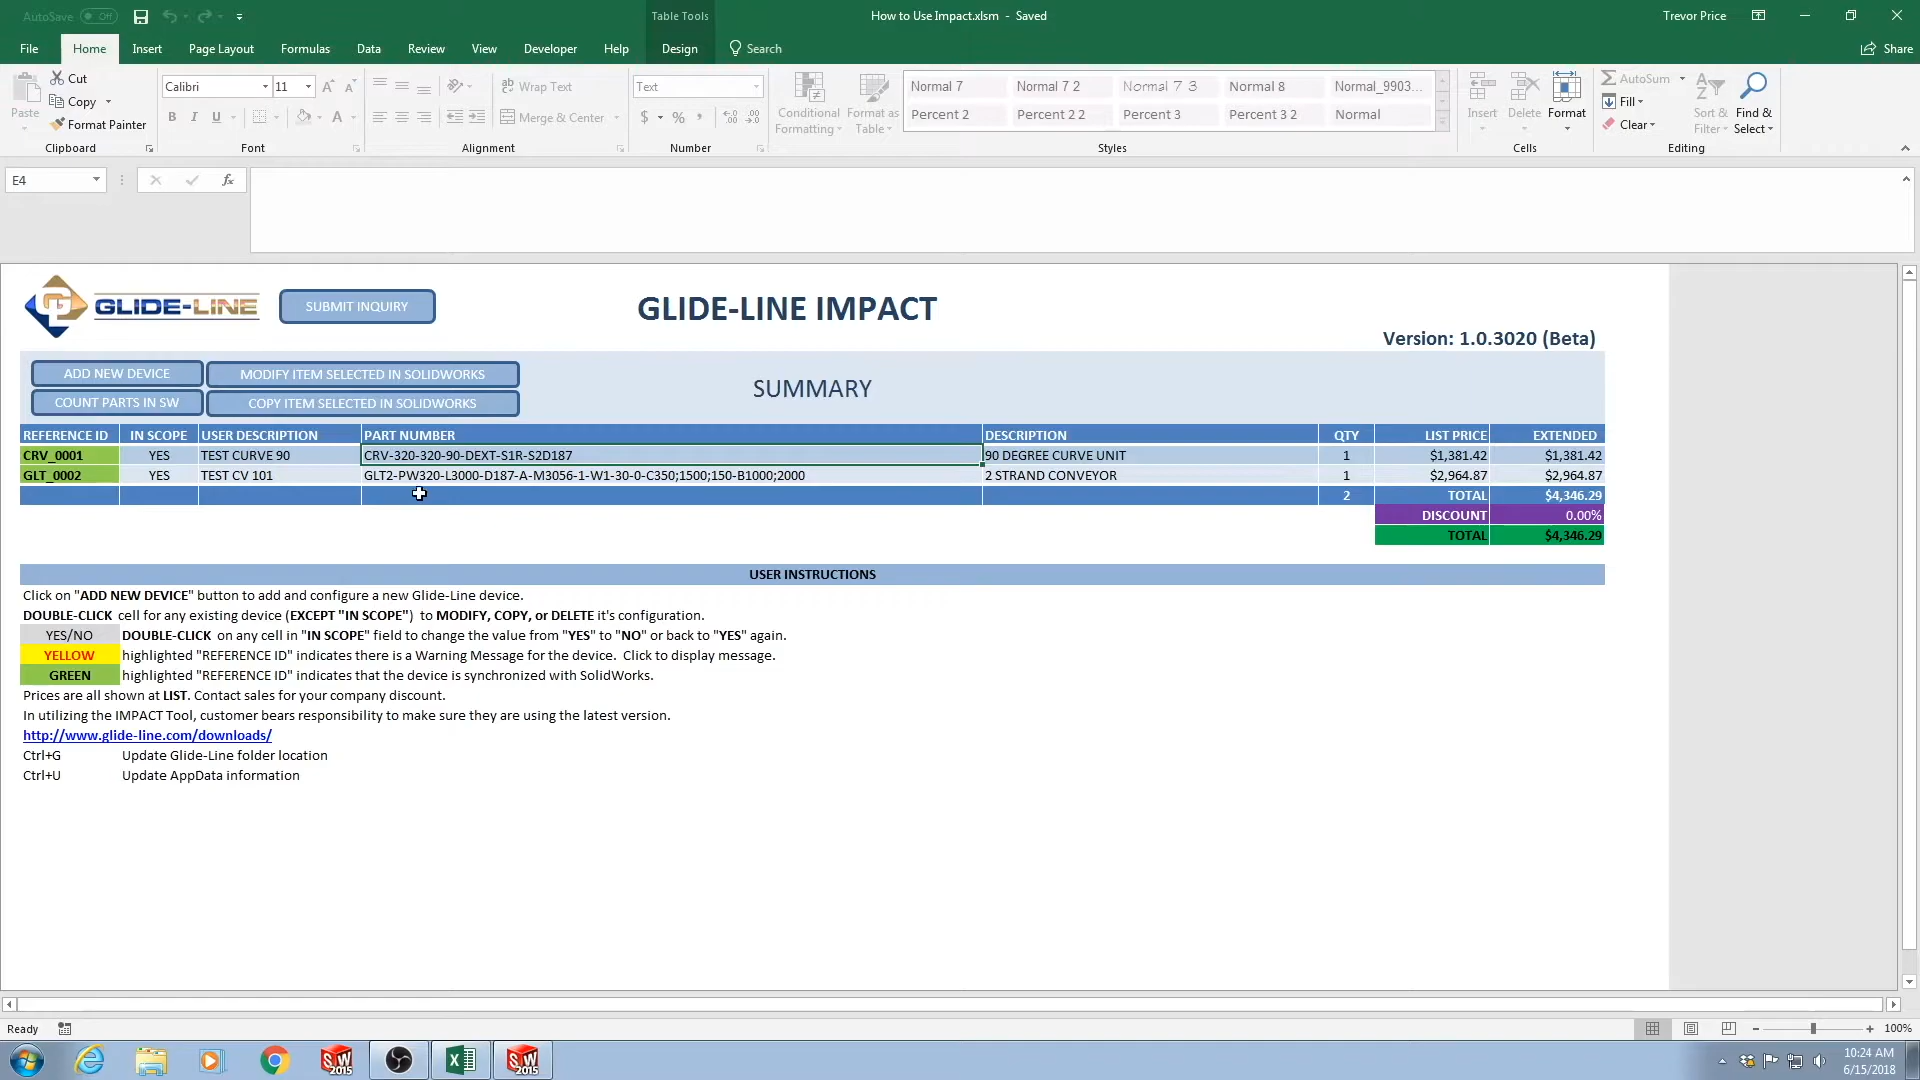 AutoSave Off
Table Tools
How to Use Impact.xlsm - Saved
Trevor Price
File Home Insert Page Layout Formulas Data Review View Developer Help Design Search Share
Paste
Cut
Copy
Format Painter
Clipboard
Calibri 11
B I U
Font
Wrap Text
Merge & Center
Alignment
Text
$ % ,
Number
Conditional Formatting
Format as Table
Normal 7 Normal 7 2 Normal 7 3 Normal 8 Normal_9903...
Percent 2 Percent 2 2 Percent 3 Percent 3 2 Normal
Styles
Insert Delete Format
Cells
AutoSum
Fill
Clear
Sort & Filter
Find & Select
Editing
E4
fx
GLIDE-LINE
SUBMIT INQUIRY
GLIDE-LINE IMPACT
Version: 1.0.3020 (Beta)
ADD NEW DEVICE
MODIFY ITEM SELECTED IN SOLIDWORKS
COUNT PARTS IN SW
COPY ITEM SELECTED IN SOLIDWORKS
SUMMARY
REFERENCE ID IN SCOPE USER DESCRIPTION PART NUMBER DESCRIPTION QTY LIST PRICE EXTENDED
CRV_0001 YES TEST CURVE 90 CRV-320-320-90-DEXT-S1R-S2D187 90 DEGREE CURVE UNIT 1 $1,381.42 $1,381.42
GLT_0002 YES TEST CV 101 GLT2-PW320-L3000-D187-A-M3056-1-W1-30-0-C350;1500;150-B1000;2000 2 STRAND CONVEYOR 1 $2,964.87 $2,964.87
2 TOTAL $4,346.29
DISCOUNT 0.00%
TOTAL $4,346.29
USER INSTRUCTIONS
Click on "ADD NEW DEVICE" button to add and configure a new Glide-Line device.
DOUBLE-CLICK cell for any existing device (EXCEPT "IN SCOPE") to MODIFY, COPY, or DELETE it's configuration.
YES/NO DOUBLE-CLICK on any cell in "IN SCOPE" field to change the value from "YES" to "NO" or back to "YES" again.
YELLOW highlighted "REFERENCE ID" indicates there is a Warning Message for the device. Click to display message.
GREEN highlighted "REFERENCE ID" indicates that the device is synchronized with SolidWorks.
Prices are all shown at LIST. Contact sales for your company discount.
In utilizing the IMPACT Tool, customer bears responsibility to make sure they are using the latest version.
http://www.glide-line.com/downloads/
Ctrl+G Update Glide-Line folder location
Ctrl+U Update AppData information
Ready
100%
SW 2015
SW 2015
10:24 AM
6/15/2018